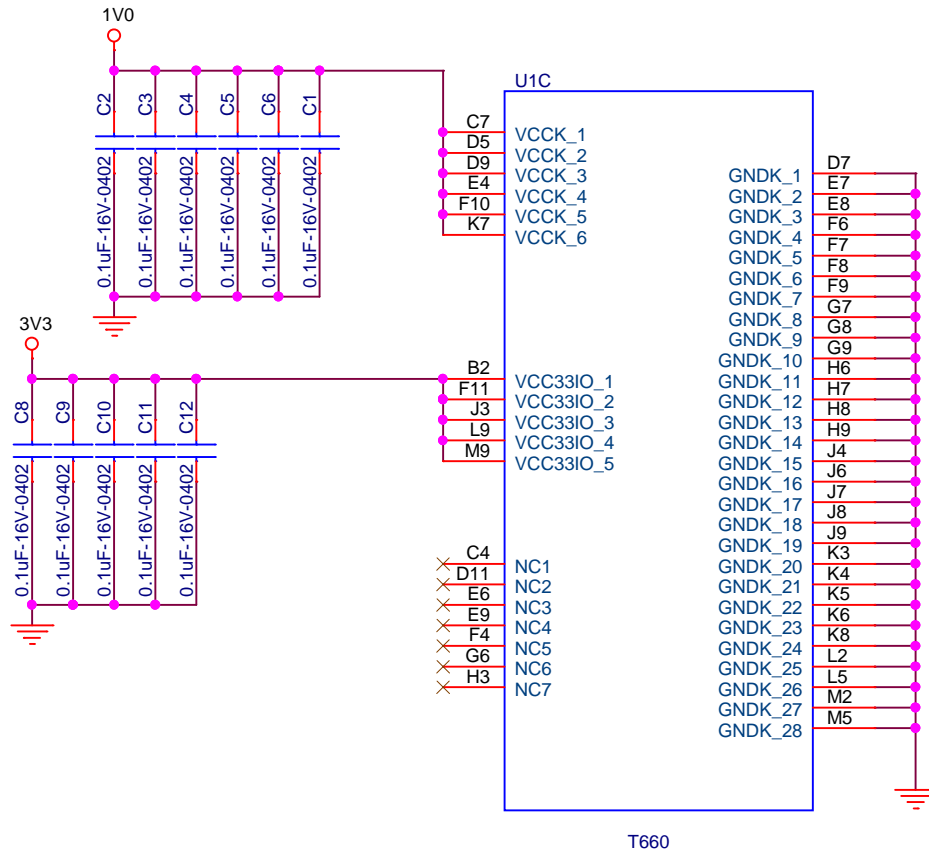 1V0
C2
C3
C4
C5
C6
C1
0.1uF-16V-0402
0.1uF-16V-0402
0.1uF-16V-0402
0.1uF-16V-0402
0.1uF-16V-0402
0.1uF-16V-0402
3V3
C8
C9
C10
C11
C12
0.1uF-16V-0402
0.1uF-16V-0402
0.1uF-16V-0402
0.1uF-16V-0402
0.1uF-16V-0402
U1C
C7 VCCK_1
D5 VCCK_2
D9 VCCK_3
E4 VCCK_4
F10 VCCK_5
K7 VCCK_6
B2 VCC33IO_1
F11 VCC33IO_2
J3 VCC33IO_3
L9 VCC33IO_4
M9 VCC33IO_5
C4 NC1
D11 NC2
E6 NC3
E9 NC4
F4 NC5
G6 NC6
H3 NC7
GNDK_1 D7
GNDK_2 E7
GNDK_3 E8
GNDK_4 F6
GNDK_5 F7
GNDK_6 F8
GNDK_7 F9
GNDK_8 G7
GNDK_9 G8
GNDK_10 G9
GNDK_11 H6
GNDK_12 H7
GNDK_13 H8
GNDK_14 H9
GNDK_15 J4
GNDK_16 J6
GNDK_17 J7
GNDK_18 J8
GNDK_19 J9
GNDK_20 K3
GNDK_21 K4
GNDK_22 K5
GNDK_23 K6
GNDK_24 K8
GNDK_25 L2
GNDK_26 L5
GNDK_27 M2
GNDK_28 M5
T660